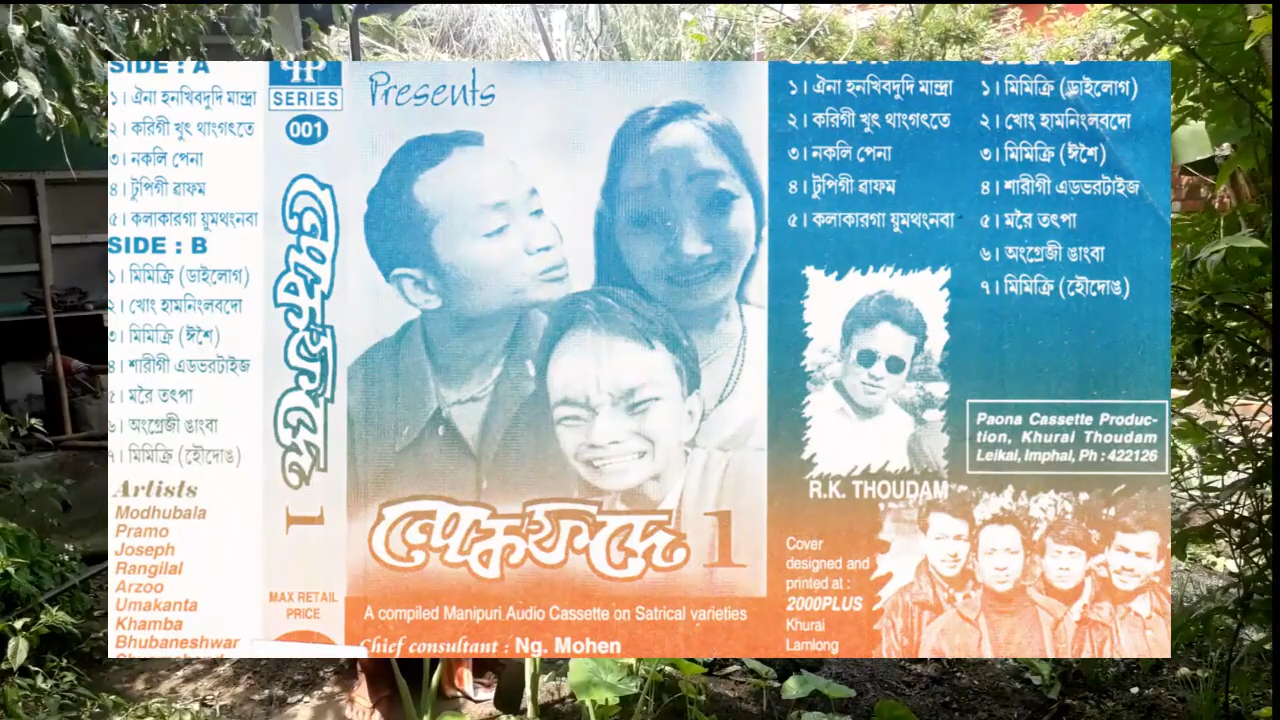 SIDE : A
১। ঐনা হনখিবদুদি মান্দ্রা
২। করিগী খুৎ থাংগৎতে
৩। নকলি পেনা
৪। টুপিগী ৱাফম
৫। কলাকারগা য়ুমথংনবা
SIDE : B
১। মিমিক্রি (ডাইলোগ)
২। খোং হামনিংলবদো
৩। মিমিক্রি (ঈশৈ)
৪। শারীগী এডভরটাইজ
৫। মরৈ তৎপা
৬। অংগ্রেজী ঙাংবা
৭। মিমিক্রি (হৌদোঙ)
Artists
Modhubala
Pramo
Joseph
Rangilal
Arzoo
Umakanta
Khamba
Bhubaneshwar
SERIES
001
1
MAX RETAIL
PRICE
Presents
1
A compiled Manipuri Audio Cassette on Satrical varieties
Chief consultant : Ng. Mohen
১। ঐনা হনখিবদুদি মান্দ্রা
২। করিগী খুৎ থাংগৎতে
৩। নকলি পেনা
৪। টুপিগী ৱাফম
৫। কলাকারগা য়ুমথংনবা
১। মিমিক্রি (ডাইলোগ)
২। খোং হামনিংলবদো
৩। মিমিক্রি (ঈশৈ)
৪। শারীগী এডভরটাইজ
৫। মরৈ তৎপা
৬। অংগ্রেজী ঙাংবা
৭। মিমিক্রি (হৌদোঙ)
R.K. THOUDAM
Paona Cassette Produc-
tion, Khurai Thoudam
Leikai, Imphal, Ph : 422126
Cover
designed and
printed at :
2000PLUS
Khurai
Lamlong